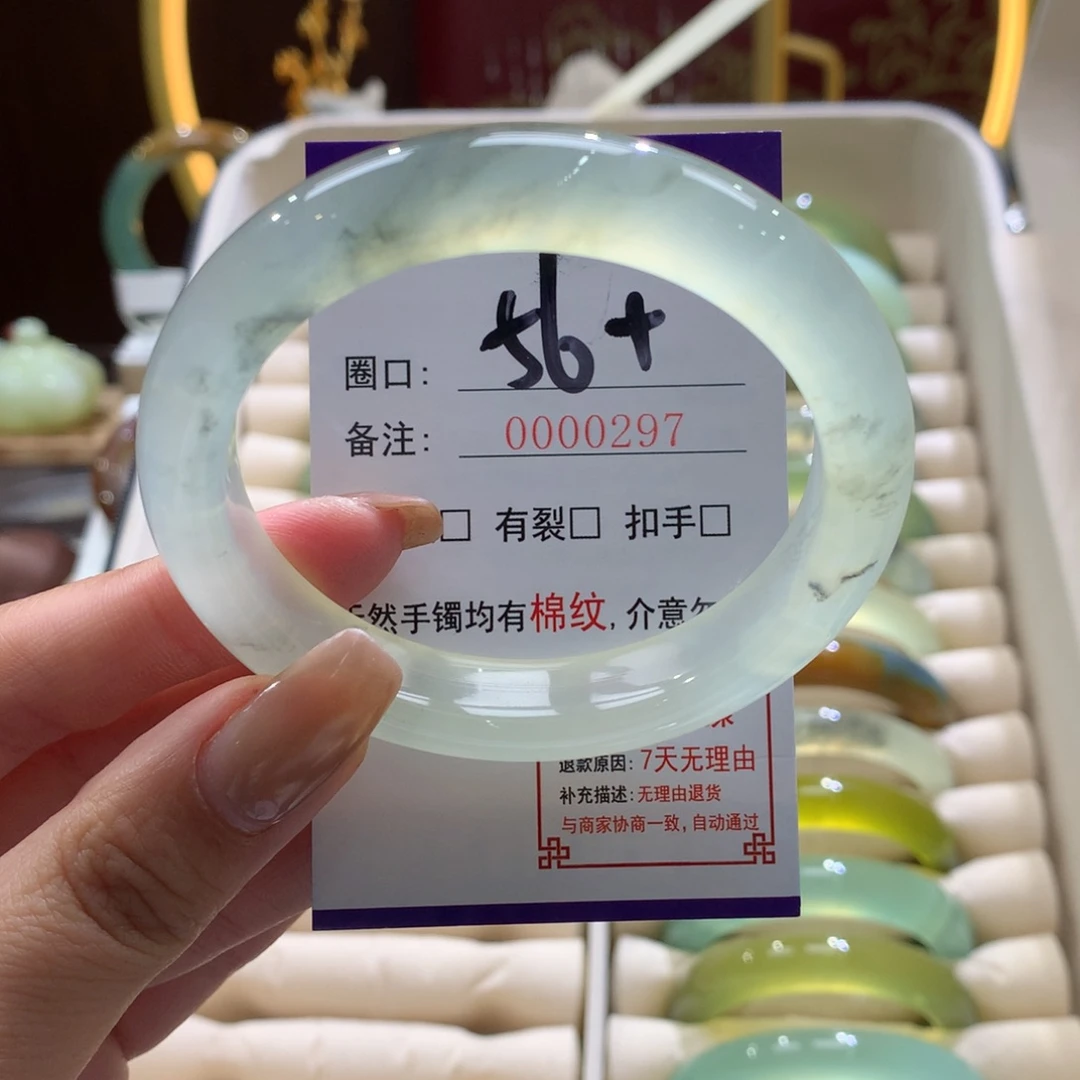 圈口: 56+
备注: 0000297
□ 有裂□ 扣手□
然手镯均有棉纹, 介意
退款原因: 7天无理由
补充描述: 无理由退货
与商家协商一致, 自动通过